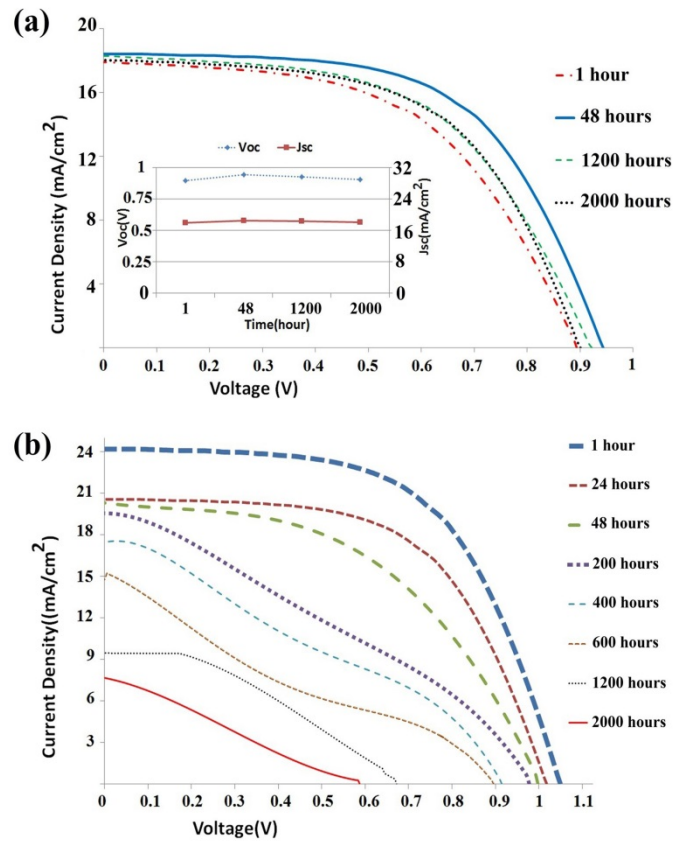 (a)
20
16
12
8
4
0 0.1 0.2 0.3 0.4 0.5 0.6 0.7 0.8 0.9 1
Current Density (mA/cm²)
Voltage (V)
1 hour
48 hours
1200 hours
2000 hours
Voc Jsc
1 32
0.75 24
0.5 16
0.25 8
0 0
1 48 1200 2000
Voc(V)
Jsc(mA/cm²)
Time(hour)
(b)
24
21
18
15
12
9
6
3
0 0.1 0.2 0.3 0.4 0.5 0.6 0.7 0.8 0.9 1 1.1
Current Density((mA/cm²)
Voltage(V)
1 hour
24 hours
48 hours
200 hours
400 hours
600 hours
1200 hours
2000 hours